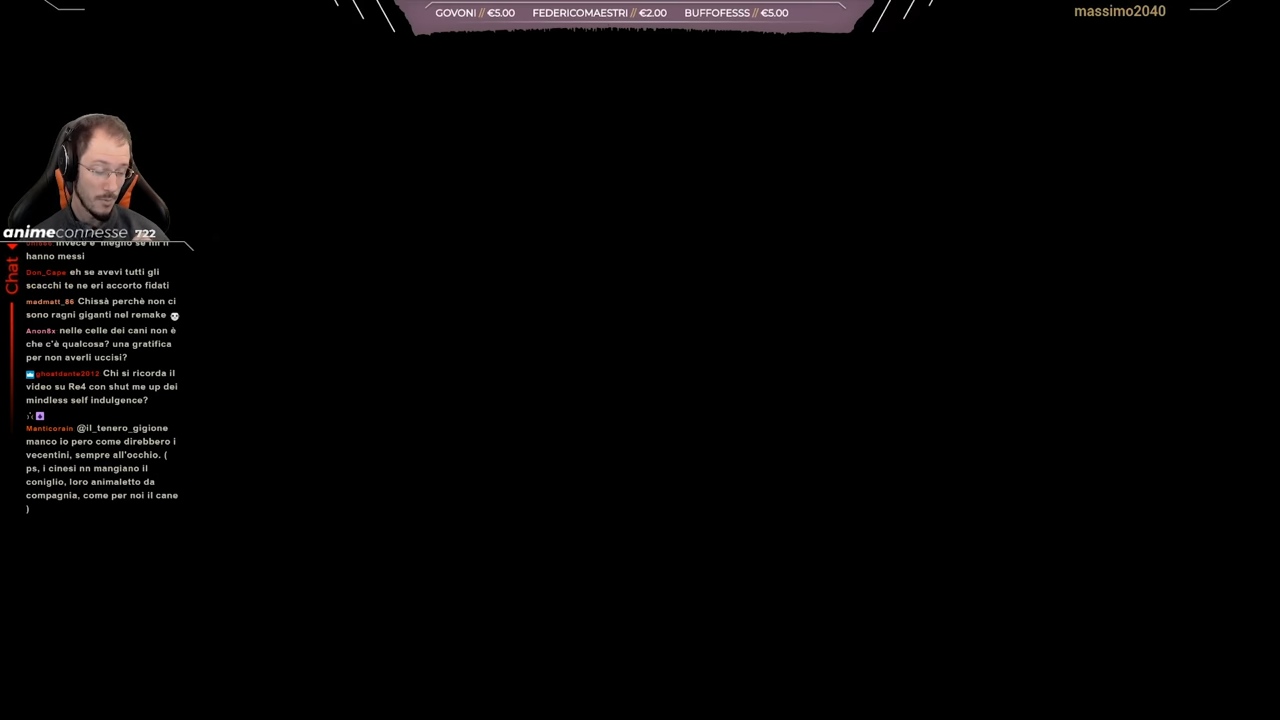 GOVONI // €5.00 FEDERICOMAESTRI // €2.00 BUFFOFESSS // €5.00
massimo2040
animeconnesse 722
Chat
invece e' meglio se nn li
hanno messi
Don_Cape eh se avevi tutti gli
scacchi te ne eri accorto fidati
madmatt_86 Chissà perchè non ci
sono ragni giganti nel remake
Anon8x nelle celle dei cani non è
che c'è qualcosa? una gratifica
per non averli uccisi?
ghostdante2012 Chi si ricorda il
video su Re4 con shut me up dei
mindless self indulgence?
Manticorain @il_tenero_gigione
manco io pero come direbbero i
vecentini, sempre all'occhio. (
ps, i cinesi nn mangiano il
coniglio, loro animaletto da
compagnia, come per noi il cane
)